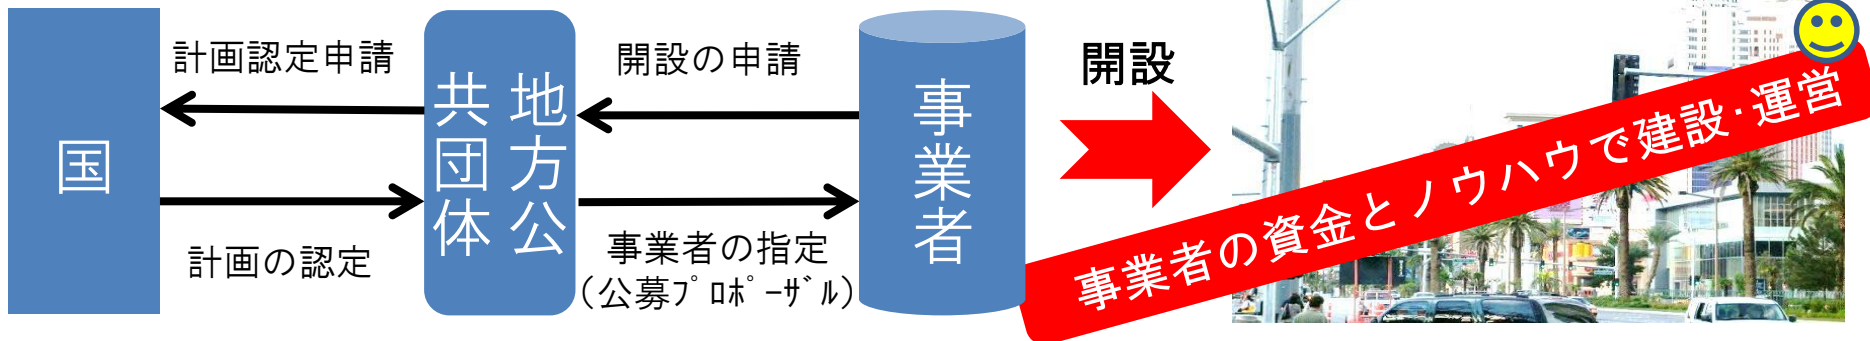 国
計画認定申請
計画の認定
地方公
共団体
開設の申請
事業者の指定
(公募ﾌﾟﾛﾎﾟｰｻﾞﾙ)
事業者
開設
事業者の資金とノウハウで建設･運営